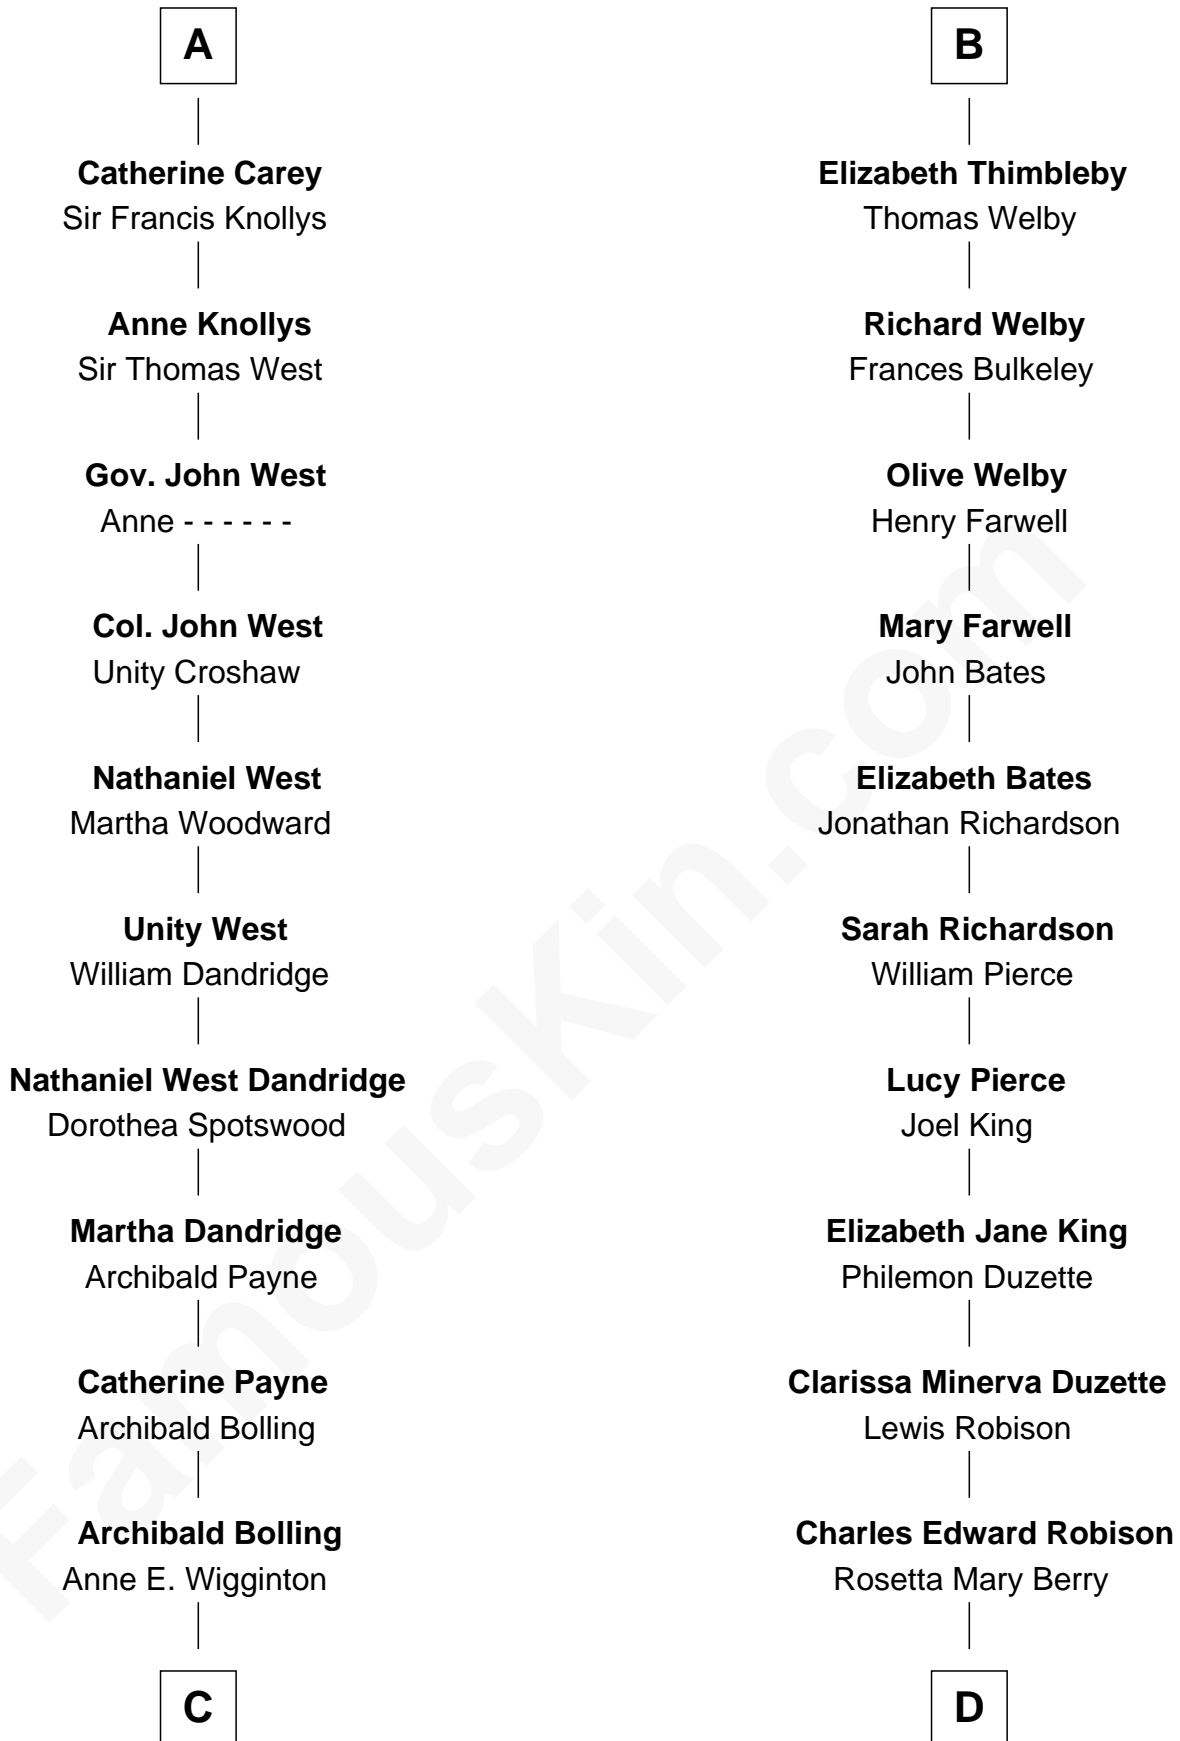 A
Catherine Carey
Sir Francis Knollys
Anne Knollys
Sir Thomas West
Gov. John West
Anne - - - - - -
Col. John West
Unity Croshaw
Nathaniel West
Martha Woodward
Unity West
William Dandridge
Nathaniel West Dandridge
Dorothea Spotswood
Martha Dandridge
Archibald Payne
Catherine Payne
Archibald Bolling
Archibald Bolling
Anne E. Wigginton
C
B
Elizabeth Thimbleby
Thomas Welby
Richard Welby
Frances Bulkeley
Olive Welby
Henry Farwell
Mary Farwell
John Bates
Elizabeth Bates
Jonathan Richardson
Sarah Richardson
William Pierce
Lucy Pierce
Joel King
Elizabeth Jane King
Philemon Duzette
Clarissa Minerva Duzette
Lewis Robison
Charles Edward Robison
Rosetta Mary Berry
D
FamousKin.com